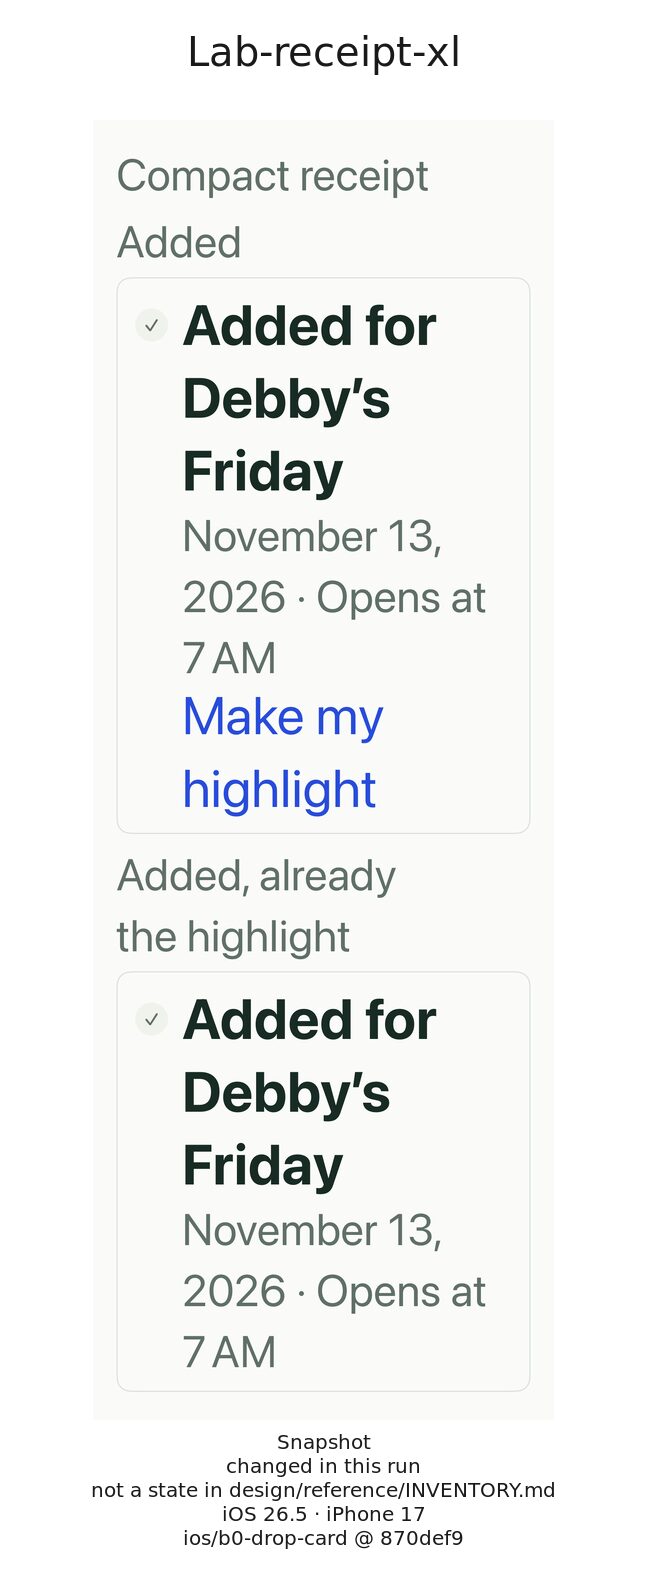 Lab-receipt-xl
Compact receipt
Added
Added for
Debby’s
Friday
November 13,
2026 · Opens at
7 AM
Make my
highlight
Added, already
the highlight
Added for
Debby’s
Friday
November 13,
2026 · Opens at
7 AM
Snapshot
changed in this run
not a state in design/reference/INVENTORY.md
iOS 26.5 · iPhone 17
ios/b0-drop-card @ 870def9